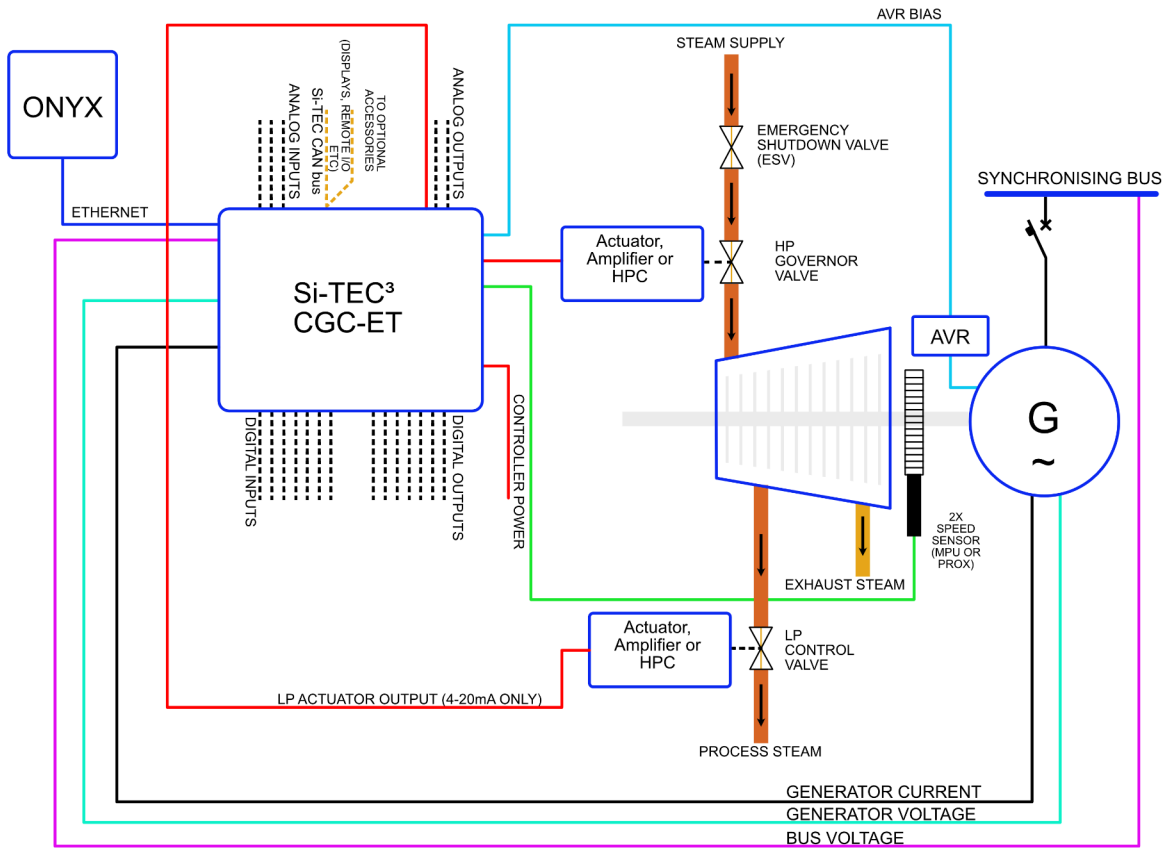 AVR BIAS
STEAM SUPPLY
ONYX
ANALOG INPUTS
Si-TEC CAN bus
(DISPLAYS, REMOTE I/O
ETC)
TO OPTIONAL
ACCESSORIES
ANALOG OUTPUTS
EMERGENCY
SHUTDOWN VALVE
(ESV)
SYNCHRONISING BUS
ETHERNET
Actuator,
Amplifier or
HPC
HP
GOVERNOR
VALVE
Si-TEC³
CGC-ET
AVR
G
~
CONTROLLER POWER
DIGITAL INPUTS
DIGITAL OUTPUTS
2X
SPEED
SENSOR
(MPU OR
PROX)
EXHAUST STEAM
Actuator,
Amplifier or
HPC
LP
CONTROL
VALVE
LP ACTUATOR OUTPUT (4-20mA ONLY)
PROCESS STEAM
GENERATOR CURRENT
GENERATOR VOLTAGE
BUS VOLTAGE